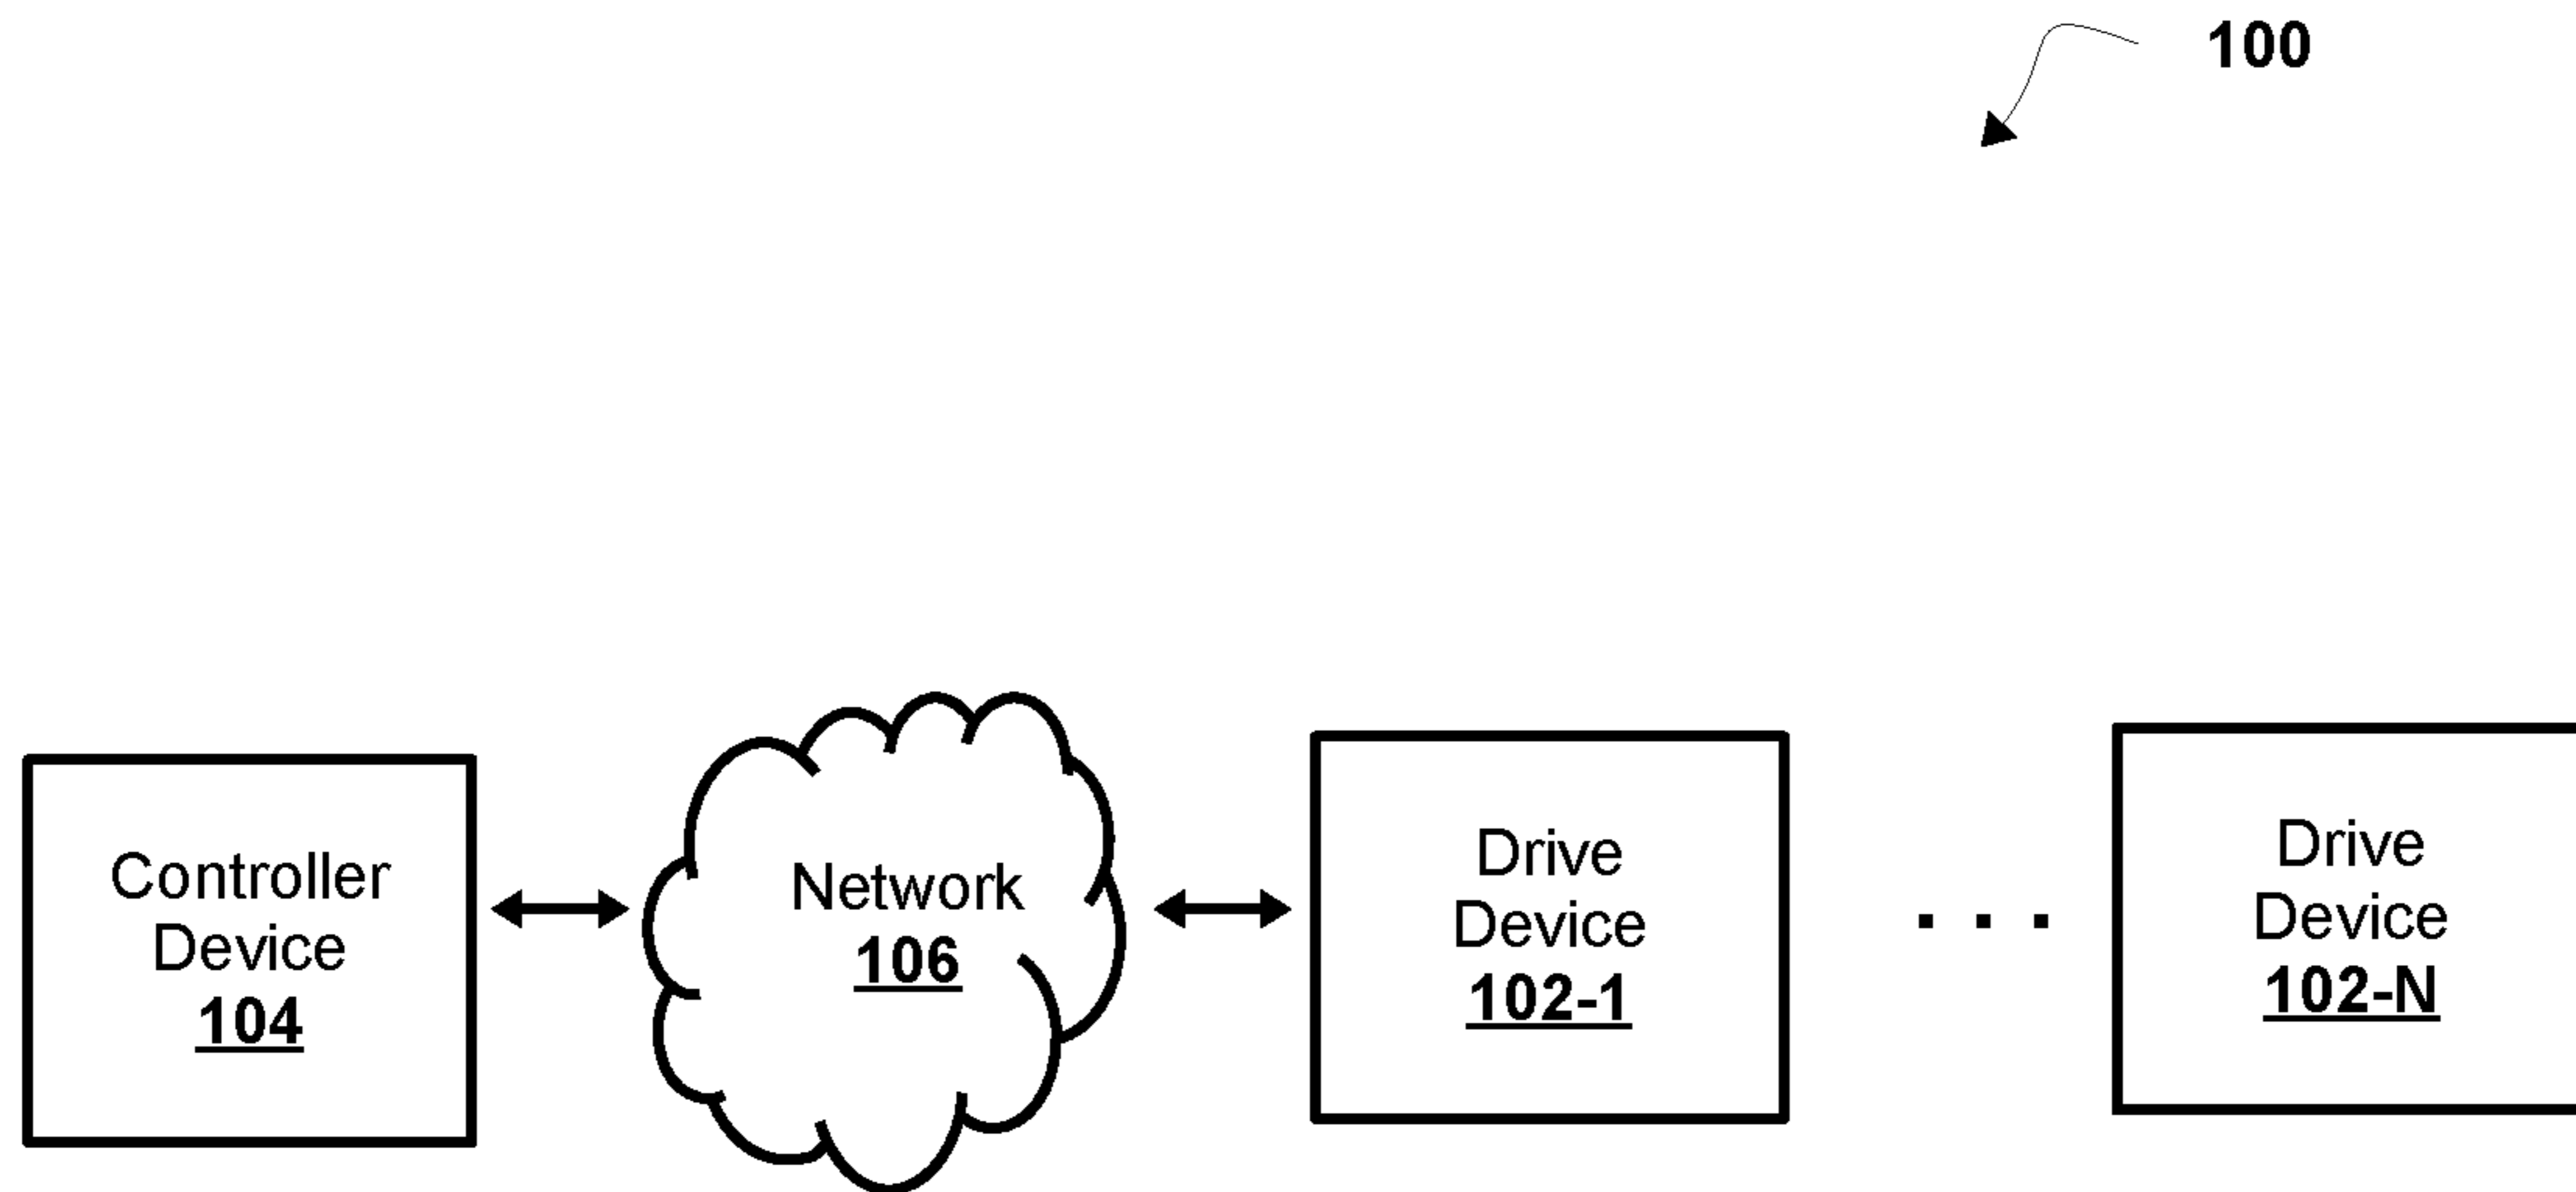 100
Controller
Device
104
Network
106
Drive
Device
102-1
. . .
Drive
Device
102-N